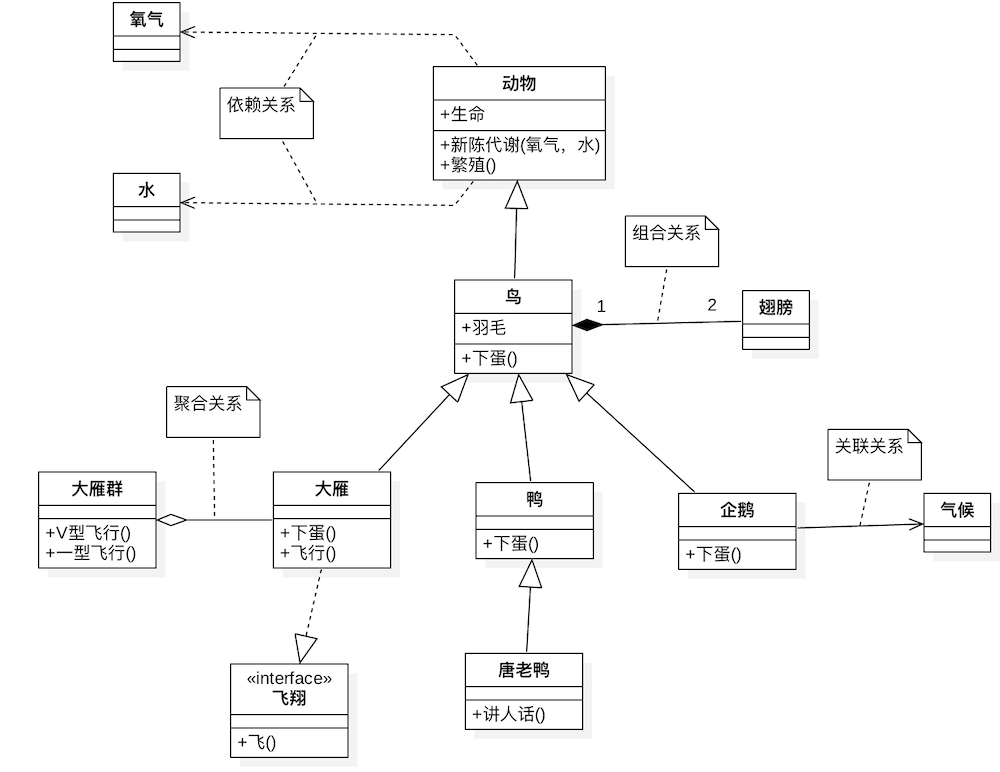 氧气
动物
+生命
+新陈代谢(氧气，水)
+繁殖()
依赖关系
水
组合关系
鸟
+羽毛
+下蛋()
1
2
翅膀
聚合关系
关联关系
大雁群
+V型飞行()
+一型飞行()
大雁
+下蛋()
+飞行()
鸭
+下蛋()
企鹅
+下蛋()
气候
«interface»
飞翔
+飞()
唐老鸭
+讲人话()